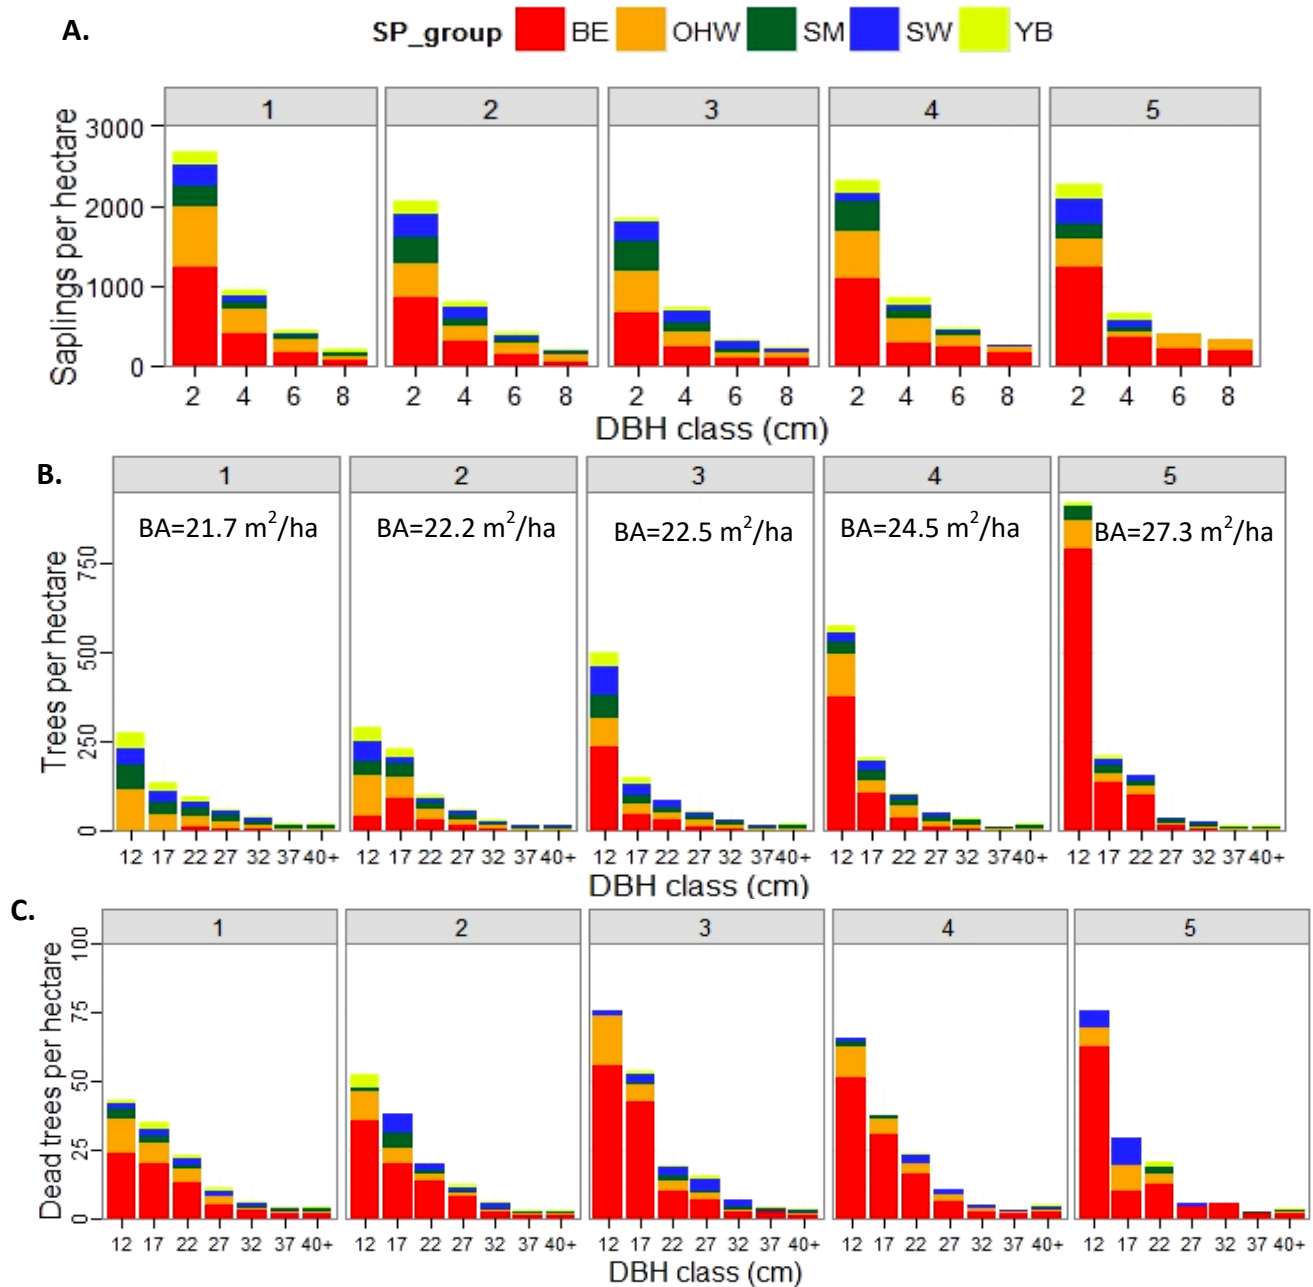 A.
SP_group BE OHW SM SW YB
1 2 3 4 5
Saplings per hectare
3000
2000
1000
0
2 4 6 8 2 4 6 8 2 4 6 8 2 4 6 8 2 4 6 8
DBH class (cm)
B.
1 2 3 4 5
BA=21.7 m²/ha BA=22.2 m²/ha BA=22.5 m²/ha BA=24.5 m²/ha BA=27.3 m²/ha
Trees per hectare
750
500
250
0
12 17 22 27 32 37 40+ 12 17 22 27 32 37 40+ 12 17 22 27 32 37 40+ 12 17 22 27 32 37 40+ 12 17 22 27 32 37 40+
DBH class (cm)
C.
1 2 3 4 5
Dead trees per hectare
100
75
50
25
0
12 17 22 27 32 37 40+ 12 17 22 27 32 37 40+ 12 17 22 27 32 37 40+ 12 17 22 27 32 37 40+ 12 17 22 27 32 37 40+
DBH class (cm)